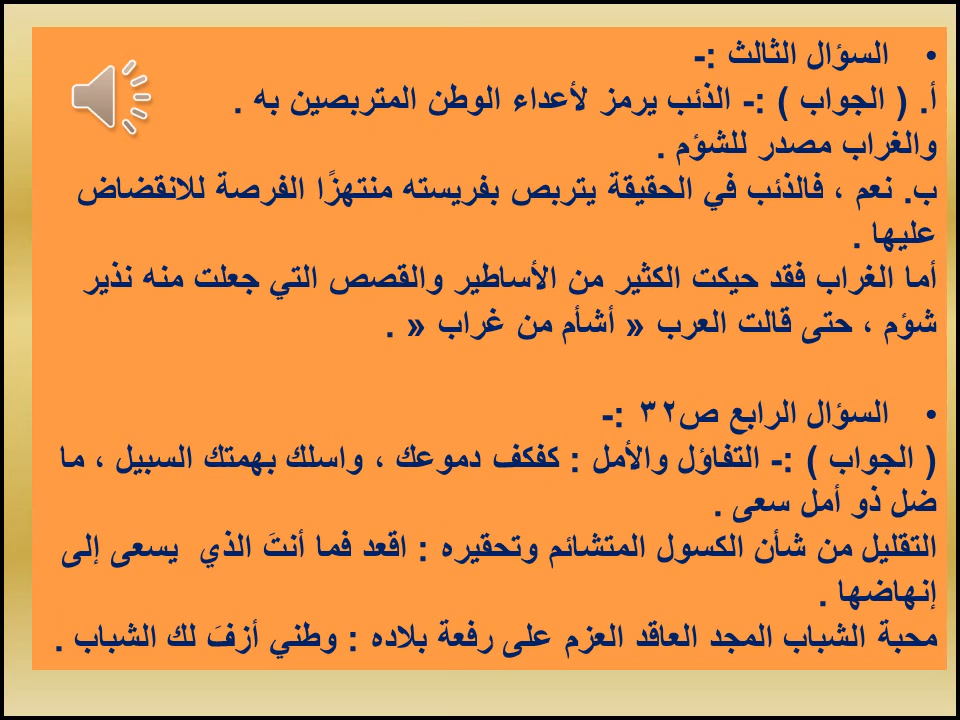 • السؤال الثالث :-
أ. ( الجواب ) :- الذئب يرمز لأعداء الوطن المتربصين به .
والغراب مصدر للشؤم .
ب. نعم ، فالذئب في الحقيقة يتربص بفريسته منتهزًا الفرصة للانقضاض
عليها .
أما الغراب فقد حيكت الكثير من الأساطير والقصص التي جعلت منه نذير
شؤم ، حتى قالت العرب « أشأم من غراب « .
• السؤال الرابع ص٣٢ :-
( الجواب ) :- التفاؤل والأمل : كفكف دموعك ، واسلك بهمتك السبيل ، ما
ضل ذو أمل سعى .
التقليل من شأن الكسول المتشائم وتحقيره : اقعد فما أنتَ الذي يسعى إلى
إنهاضها .
محبة الشباب المجد العاقد العزم على رفعة بلاده : وطني أزفَ لك الشباب .